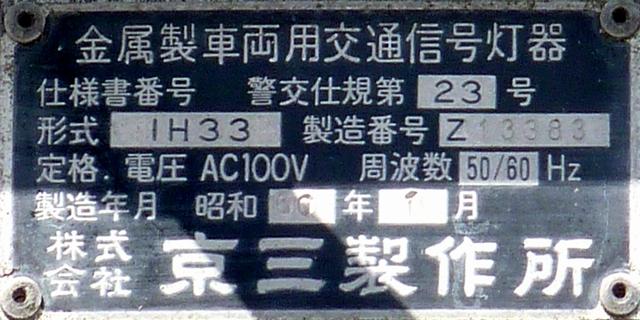 金属製車両用交通信号灯器
仕様書番号 警交仕規第 23 号
形式 1H33 製造番号 Z13383
定格. 電圧 AC100V 周波数 50/60 Hz
製造年月 昭和 年 月
株式会社 京三製作所